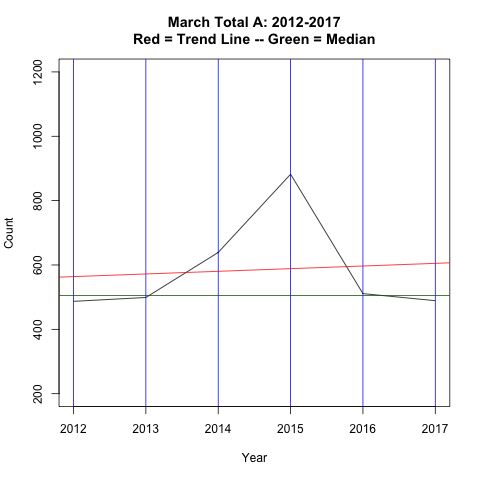 March Total A: 2012-2017
Red = Trend Line -- Green = Median
1200
1000
800
600
400
200
Count
2012 2013 2014 2015 2016 2017
Year